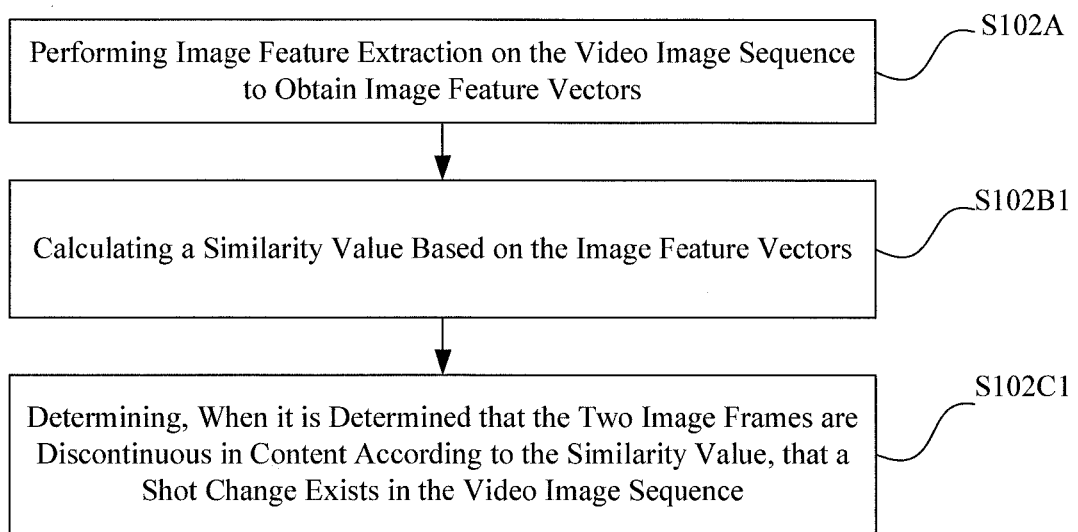 S102A
Performing Image Feature Extraction on the Video Image Sequence
to Obtain Image Feature Vectors
S102B1
Calculating a Similarity Value Based on the Image Feature Vectors
S102C1
Determining, When it is Determined that the Two Image Frames are
Discontinuous in Content According to the Similarity Value, that a
Shot Change Exists in the Video Image Sequence